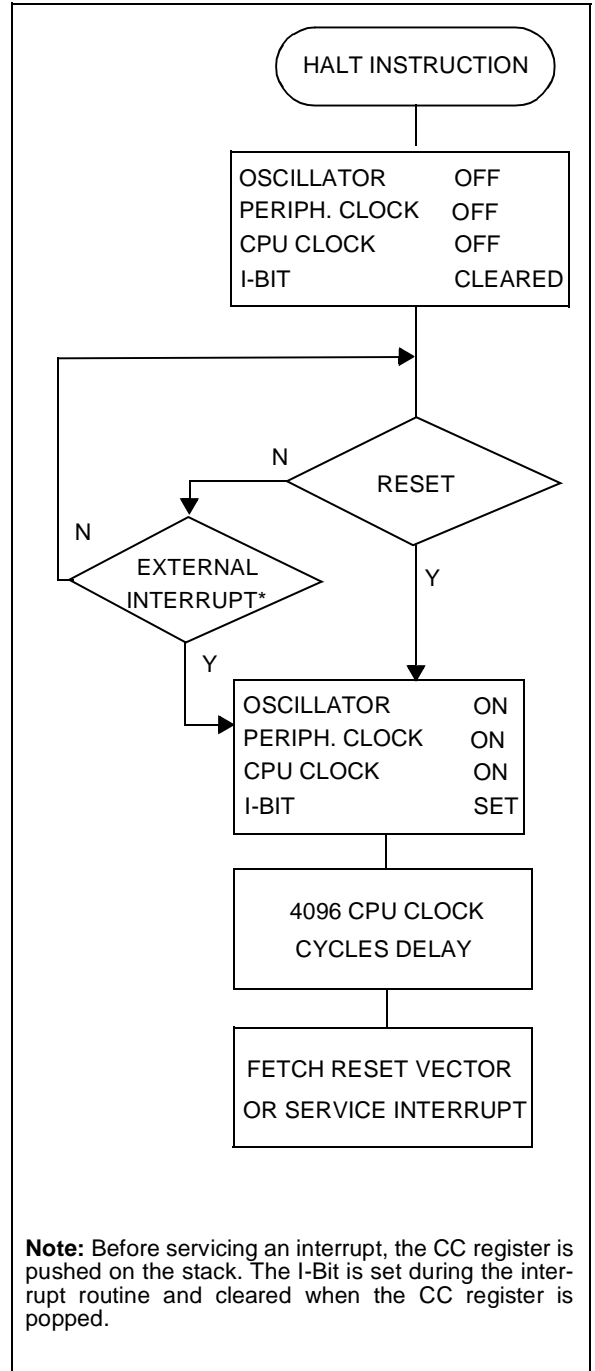 HALT INSTRUCTION
OSCILLATOR OFF
PERIPH. CLOCK OFF
CPU CLOCK OFF
I-BIT CLEARED
N
RESET
N
EXTERNAL
INTERRUPT*
Y
Y
OSCILLATOR ON
PERIPH. CLOCK ON
CPU CLOCK ON
I-BIT SET
4096 CPU CLOCK
CYCLES DELAY
FETCH RESET VECTOR
OR SERVICE INTERRUPT
Note: Before servicing an interrupt, the CC register is
pushed on the stack. The I-Bit is set during the inter-
rupt routine and cleared when the CC register is
popped.